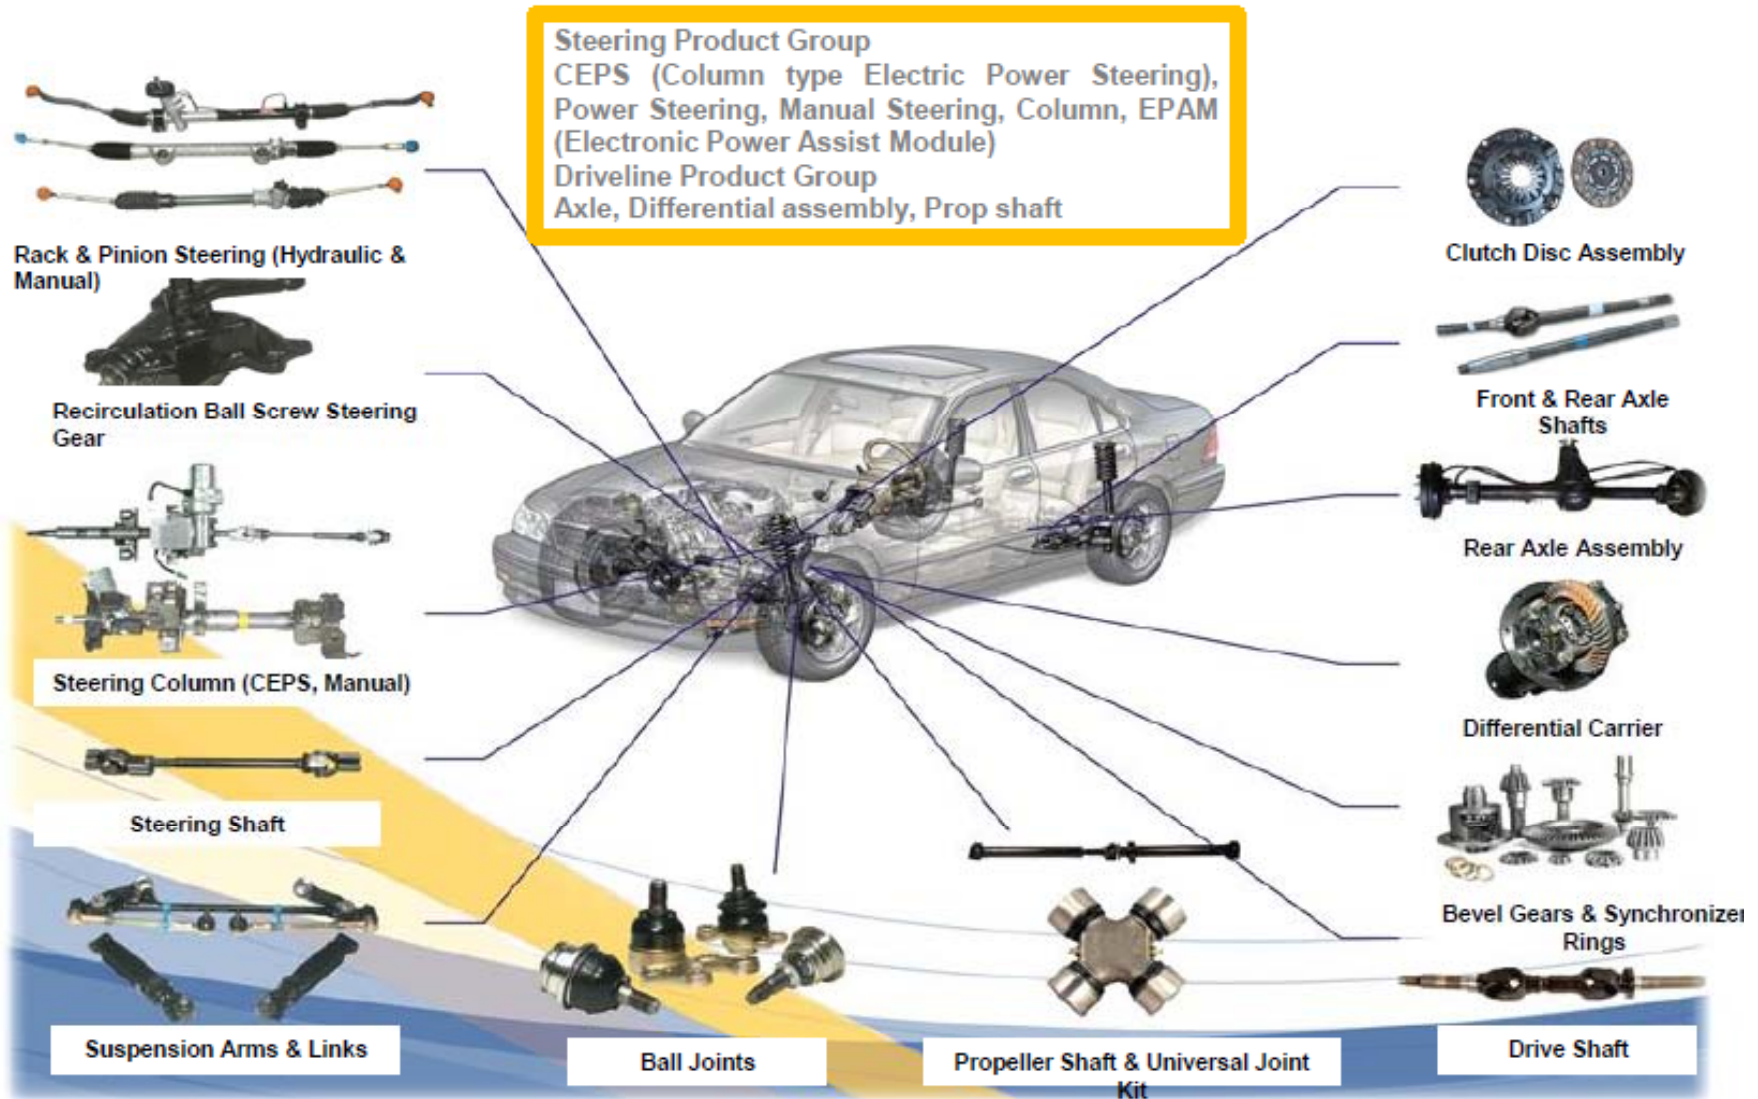 Steering Product Group
CEPS (Column type Electric Power Steering),
Power Steering, Manual Steering, Column, EPAM
(Electronic Power Assist Module)
Driveline Product Group
Axle, Differential assembly, Prop shaft
Rack & Pinion Steering (Hydraulic &
Manual)
Recirculation Ball Screw Steering
Gear
Steering Column (CEPS, Manual)
Steering Shaft
Suspension Arms & Links
Ball Joints
Propeller Shaft & Universal Joint
Kit
Clutch Disc Assembly
Front & Rear Axle
Shafts
Rear Axle Assembly
Differential Carrier
Bevel Gears & Synchronizer
Rings
Drive Shaft